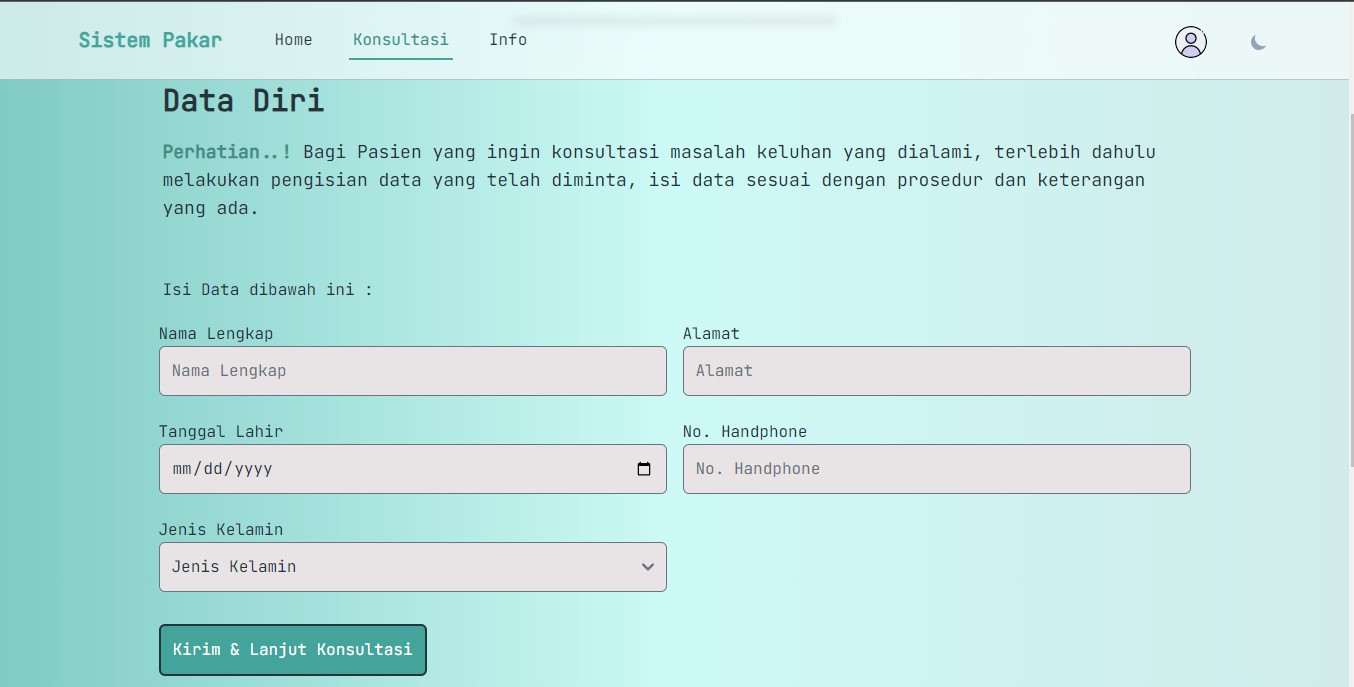 Sistem Pakar Home Konsultasi Info
Data Diri
Perhatian..! Bagi Pasien yang ingin konsultasi masalah keluhan yang dialami, terlebih dahulu
melakukan pengisian data yang telah diminta, isi data sesuai dengan prosedur dan keterangan
yang ada.
Isi Data dibawah ini :
Nama Lengkap
Nama Lengkap
Alamat
Alamat
Tanggal Lahir
mm/dd/yyyy
No. Handphone
No. Handphone
Jenis Kelamin
Jenis Kelamin
Kirim & Lanjut Konsultasi